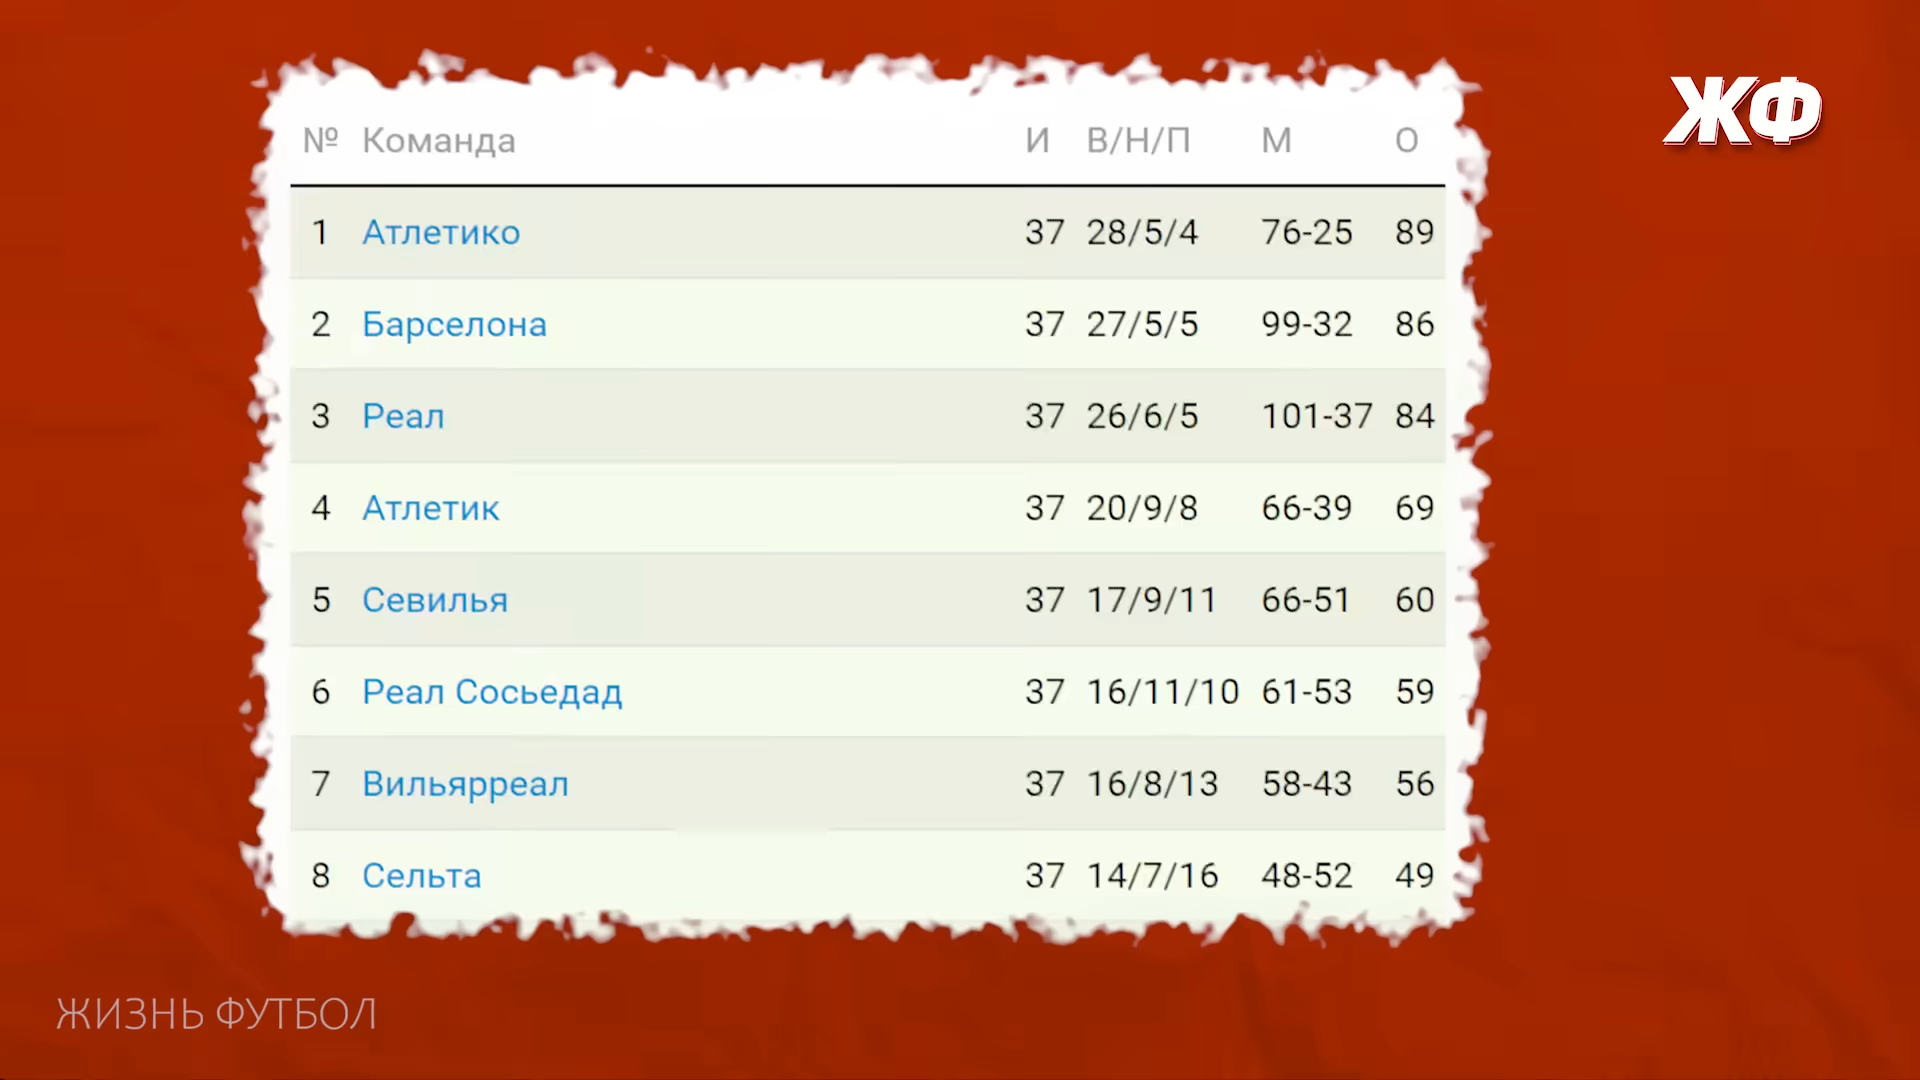 ЖФ
№ Команда И В/Н/П М О
1 Атлетико 37 28/5/4 76-25 89
2 Барселона 37 27/5/5 99-32 86
3 Реал 37 26/6/5 101-37 84
4 Атлетик 37 20/9/8 66-39 69
5 Севилья 37 17/9/11 66-51 60
6 Реал Сосьедад 37 16/11/10 61-53 59
7 Вильярреал 37 16/8/13 58-43 56
8 Сельта 37 14/7/16 48-52 49
ЖИЗНЬ ФУТБОЛ